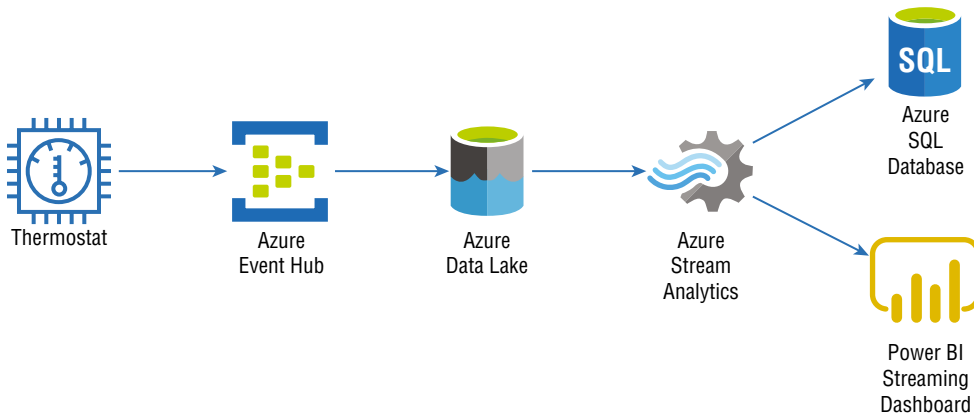 Thermostat
Azure
Event Hub
Azure
Data Lake
Azure
Stream
Analytics
SQL
Azure
SQL
Database
Power BI
Streaming
Dashboard